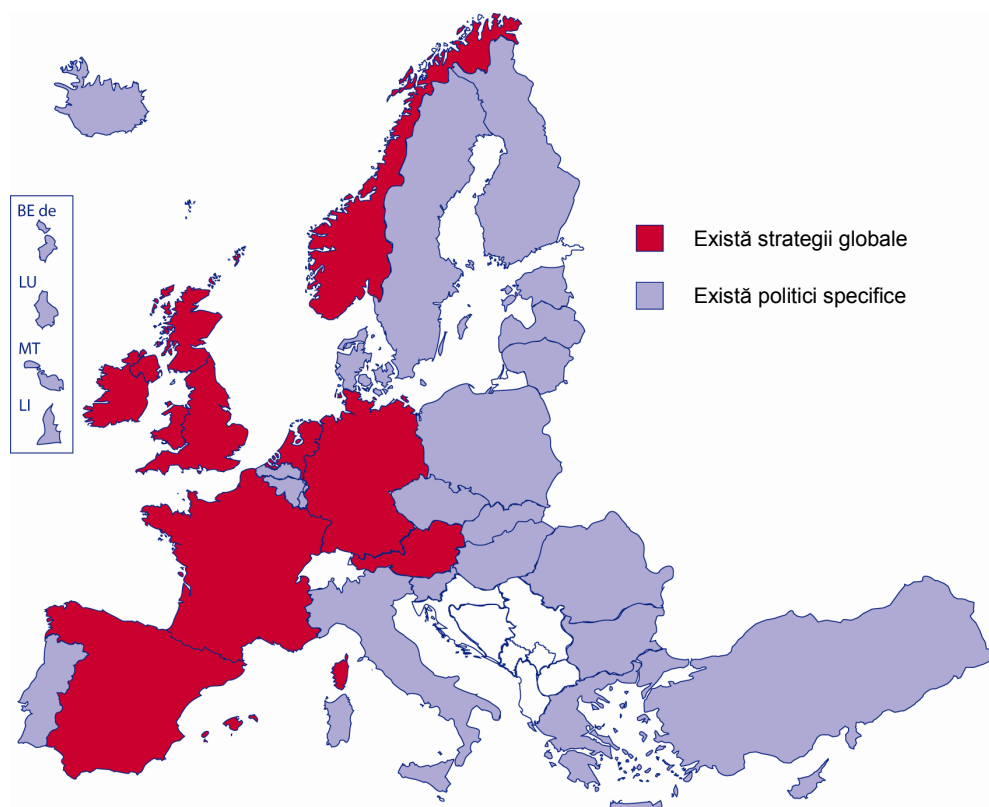 BE de
LU
MT
LI
Există strategii globale
Există politici specifice